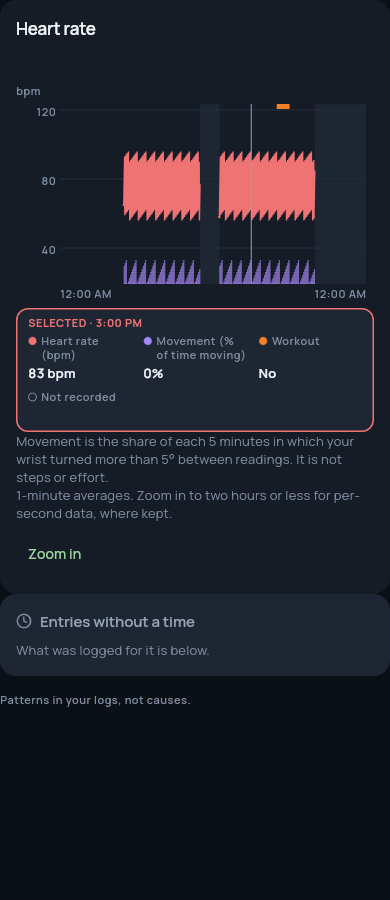 Heart rate
bpm
120
80
40
12:00 AM
12:00 AM
SELECTED · 3:00 PM
Heart rate (bpm)
83 bpm
Movement (% of time moving)
0%
Workout
No
Not recorded
Movement is the share of each 5 minutes in which your
wrist turned more than 5° between readings. It is not
steps or effort.
1-minute averages. Zoom in to two hours or less for per-
second data, where kept.
Zoom in
Entries without a time
What was logged for it is below.
Patterns in your logs, not causes.